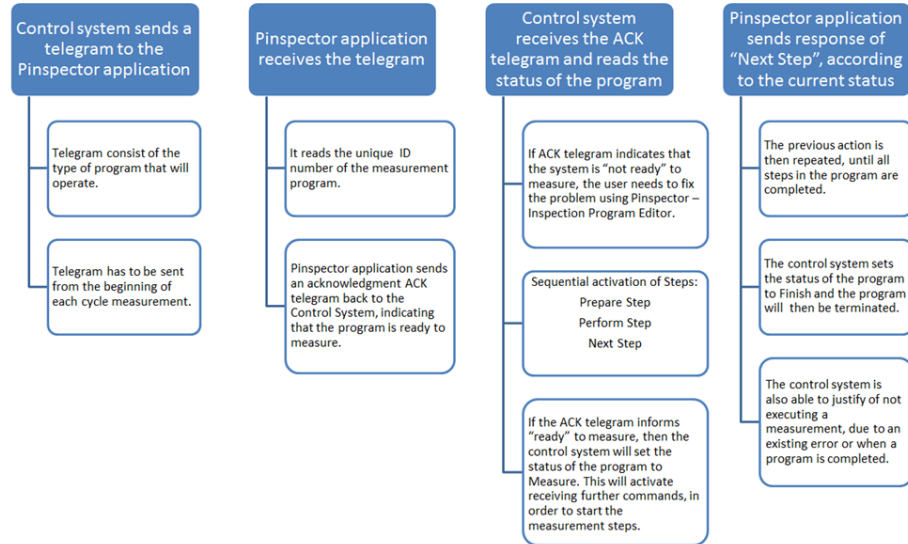 Control system sends a
telegram to the
Pinspector application
Telegram consist of the
type of program that will
operate.
Telegram has to be sent
from the beginning of
each cycle measurement.
Pinspector application
receives the telegram
It reads the unique ID
number of the measurement
program.
Pinspector application sends
an acknowledgment ACK
telegram back to the
Control System, indicating
that the program is ready to
measure.
Control system
receives the ACK
telegram and reads the
status of the program
If ACK telegram indicates that
the system is “not ready” to
measure, the user needs to fix
the problem using Pinspector –
Inspection Program Editor.
Sequential activation of Steps:
Prepare Step
Perform Step
Next Step
If the ACK telegram informs
“ready” to measure, then the
control system will set the
status of the program to
Measure. This will activate
receiving further commands, in
order to start the
measurement steps.
Pinspector application
sends response of
“Next Step”, according
to the current status
The previous action is
then repeated, until all
steps in the program are
completed.
The control system sets
the status of the program
to Finish and the program
will then be terminated.
The control system is
also able to justify of not
executing a
measurement, due to an
existing error or when a
program is completed.